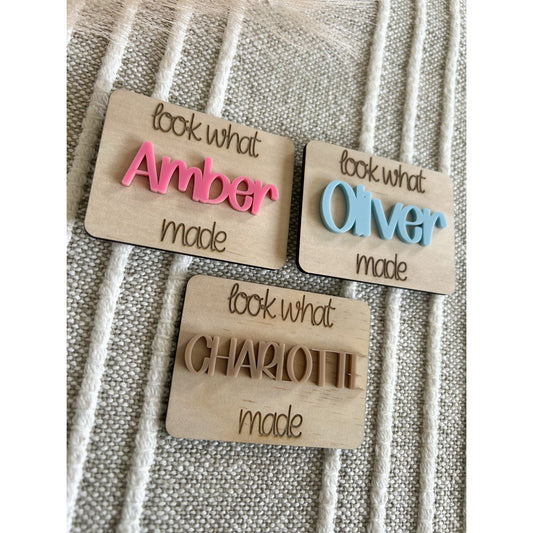 look what
Amber
made
look what
Oliver
made
look what
CHARLOTTE
made